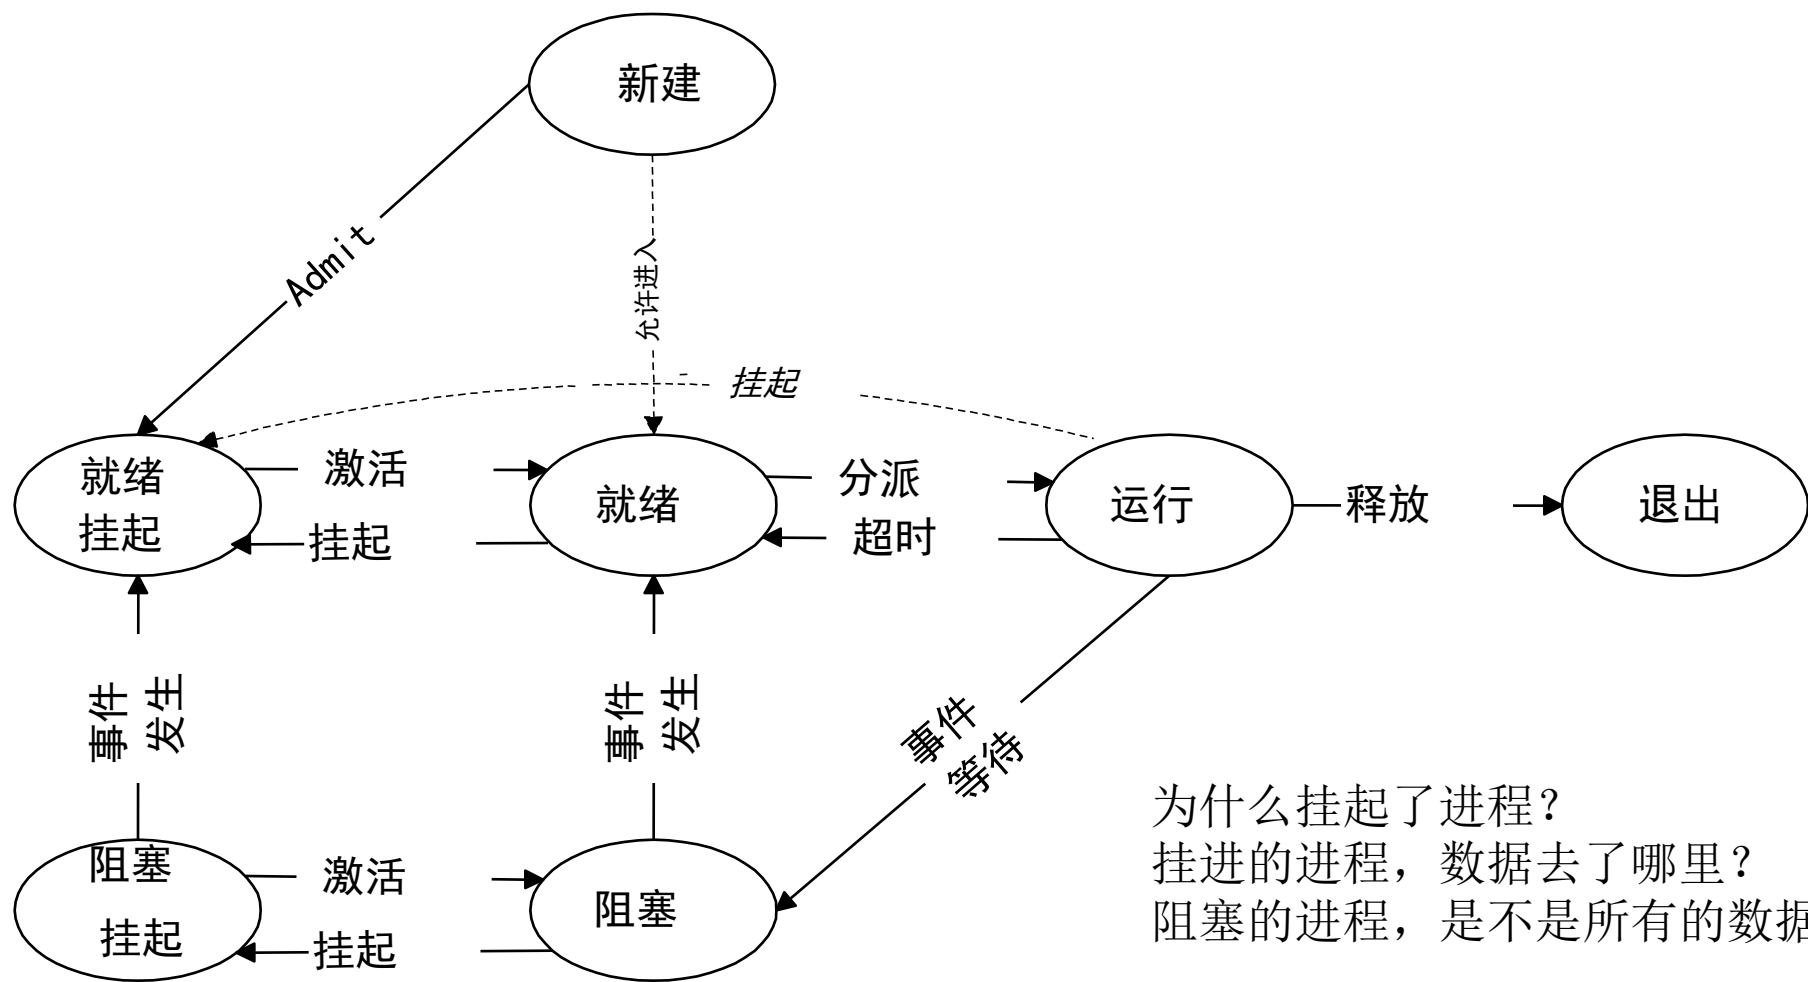 新建
Admit
允许进入
挂起
就绪
挂起
激活
挂起
就绪
分派
超时
运行
释放
退出
事件
发生
事件
发生
事件
等待
阻塞
挂起
激活
挂起
阻塞
为什么挂起了进程？
挂进的进程，数据去了哪里？
阻塞的进程，是不是所有的数据